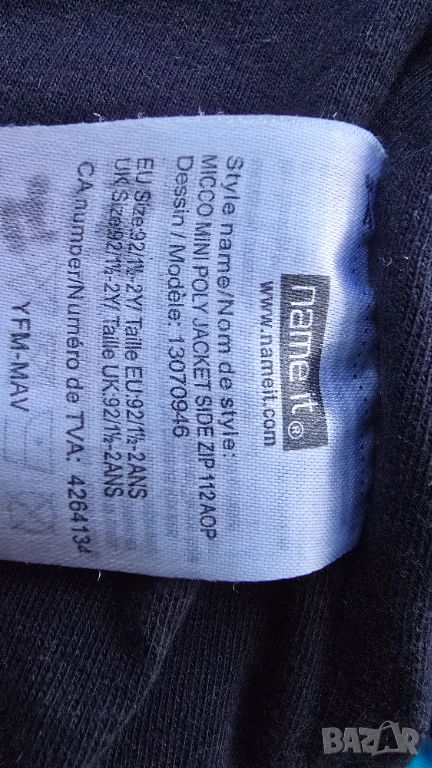 name it®
www.nameit.com
Style name/Nom de style:
MICCO MINI POLY JACKET SIDE ZIP 112 AOP
Dessin / Modèle: 13070946
EU Size:92/1½-2Y/ Taille EU:92/1½-2ANS
UK Size:92/1½-2Y/ Taille UK:92/1½-2ANS
CA number/Numéro de TVA: 4264134
YFM-MAV
BAZAR